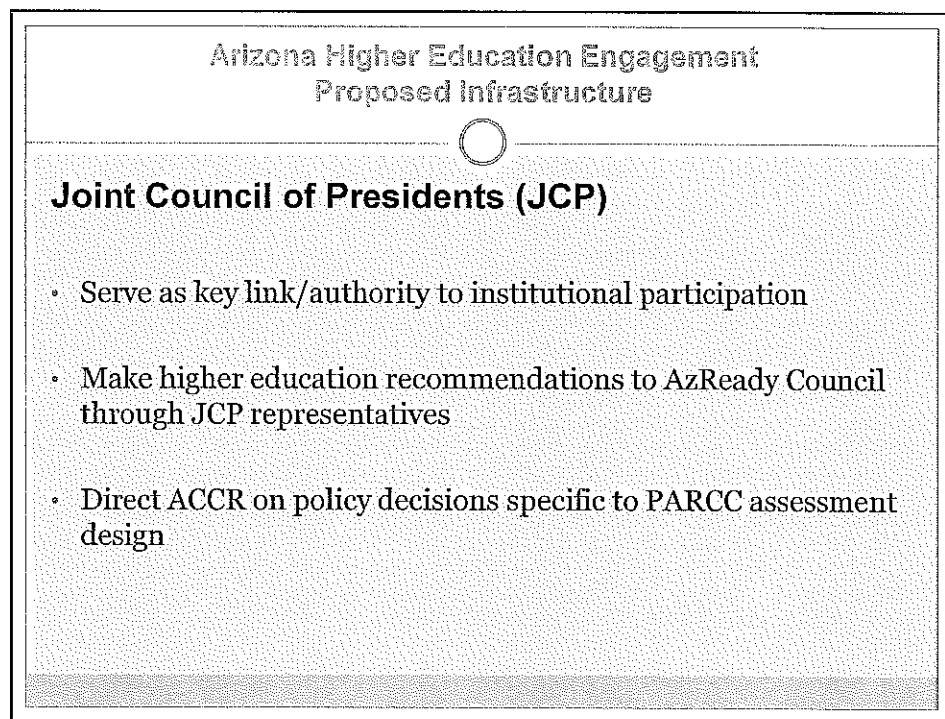 Arizona Higher Education Engagement
Proposed Infrastructure
Joint Council of Presidents (JCP)
• Serve as key link/authority to institutional participation
• Make higher education recommendations to AzReady Council
through JCP representatives
• Direct ACCR on policy decisions specific to PARCC assessment
design